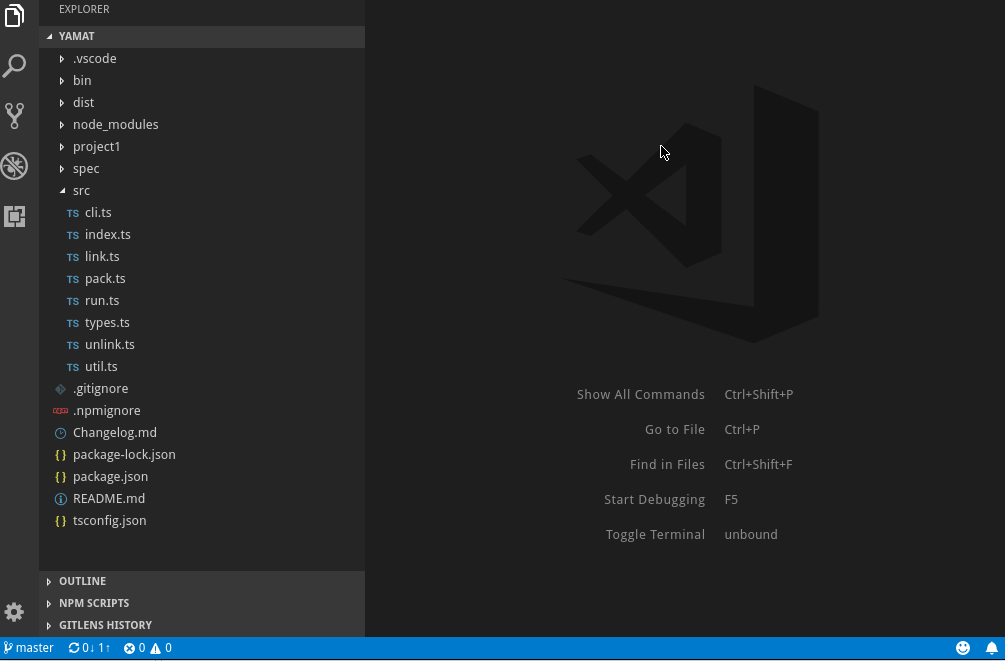 EXPLORER
YAMAT
.vscode
bin
dist
node_modules
project1
spec
src
TS cli.ts
TS index.ts
TS link.ts
TS pack.ts
TS run.ts
TS types.ts
TS unlink.ts
TS util.ts
.gitignore
npm .npmignore
Changelog.md
{ } package-lock.json
{ } package.json
README.md
{ } tsconfig.json
OUTLINE
NPM SCRIPTS
GITLENS HISTORY
Show All Commands Ctrl+Shift+P
Go to File Ctrl+P
Find in Files Ctrl+Shift+F
Start Debugging F5
Toggle Terminal unbound
master 0↓ 1↑ 0 0